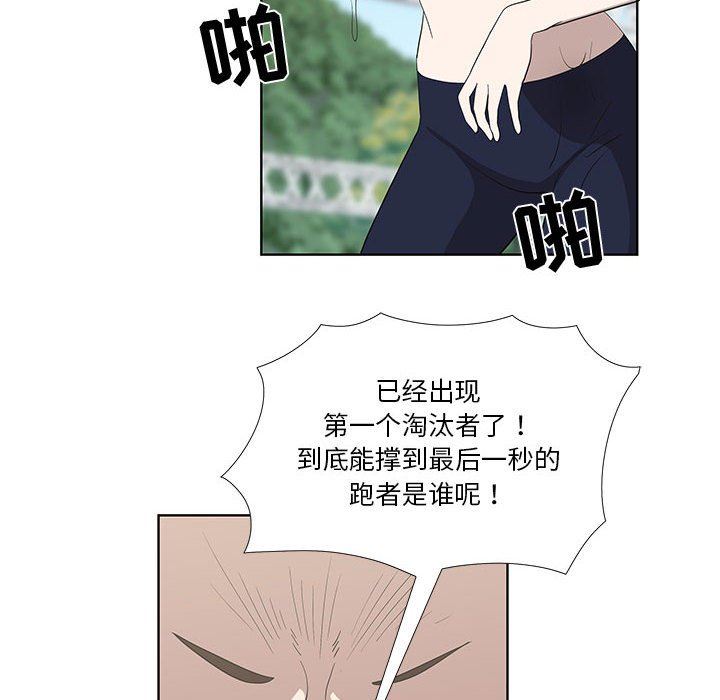 啪
啪
已经出现
第一个淘汰者了！
到底能撑到最后一秒的
跑者是谁呢！